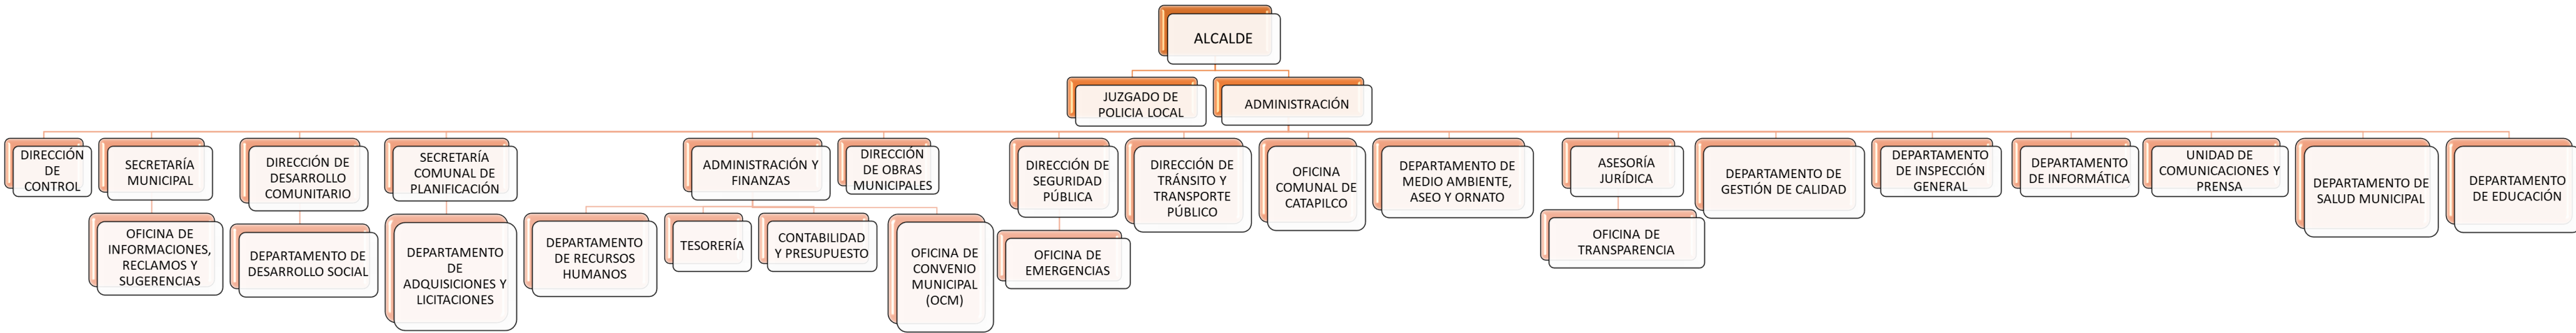 ALCALDE
JUZGADO DE
POLICIA LOCAL
ADMINISTRACIÓN
DIRECCIÓN
DE
CONTROL
SECRETARÍA
MUNICIPAL
DIRECCIÓN DE
DESARROLLO
COMUNITARIO
SECRETARÍA
COMUNAL DE
PLANIFICACIÓN
ADMINISTRACIÓN Y
FINANZAS
DIRECCIÓN
DE OBRAS
MUNICIPALES
DIRECCIÓN DE
SEGURIDAD
PÚBLICA
DIRECCIÓN DE
TRÁNSITO Y
TRANSPORTE
PÚBLICO
OFICINA
COMUNAL DE
CATAPILCO
DEPARTAMENTO DE
MEDIO AMBIENTE,
ASEO Y ORNATO
ASESORÍA
JURÍDICA
DEPARTAMENTO DE
GESTIÓN DE CALIDAD
DEPARTAMENTO
DE INSPECCIÓN
GENERAL
DEPARTAMENTO
DE INFORMÁTICA
UNIDAD DE
COMUNICACIONES Y
PRENSA
DEPARTAMENTO DE
SALUD MUNICIPAL
DEPARTAMENTO
DE EDUCACIÓN
OFICINA DE
INFORMACIONES,
RECLAMOS Y
SUGERENCIAS
DEPARTAMENTO DE
DESARROLLO SOCIAL
DEPARTAMENTO
DE
ADQUISICIONES Y
LICITACIONES
DEPARTAMENTO
DE RECURSOS
HUMANOS
TESORERÍA
CONTABILIDAD
Y PRESUPUESTO
OFICINA DE
CONVENIO
MUNICIPAL
(OCM)
OFICINA DE
EMERGENCIAS
OFICINA DE
TRANSPARENCIA